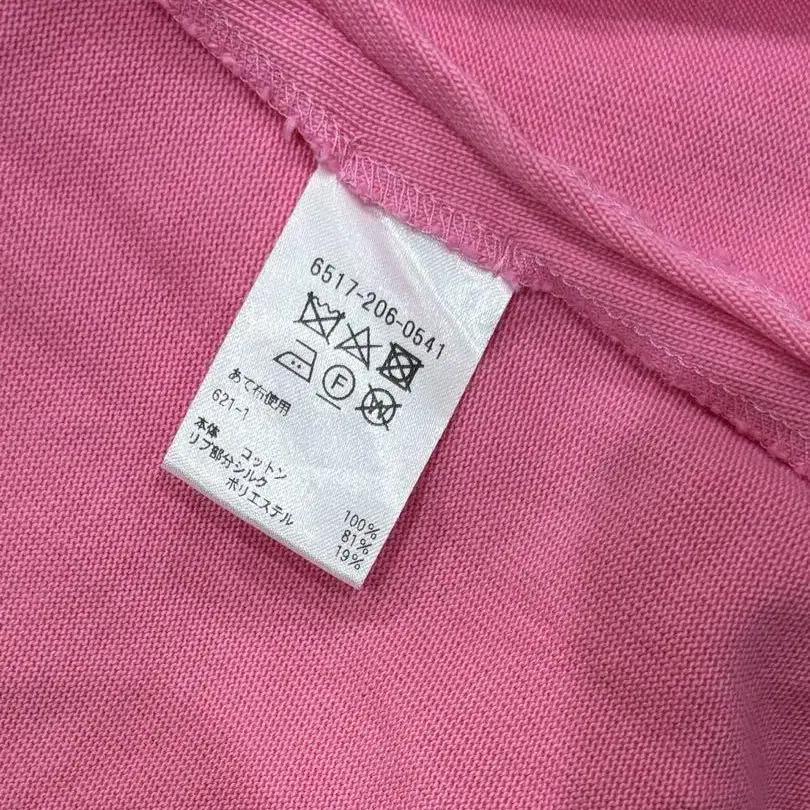 6517-206-0541
F
W
あて布使用
621-1
本体 コットン 100%
リブ部分シルク 81%
ポリエステル 19%